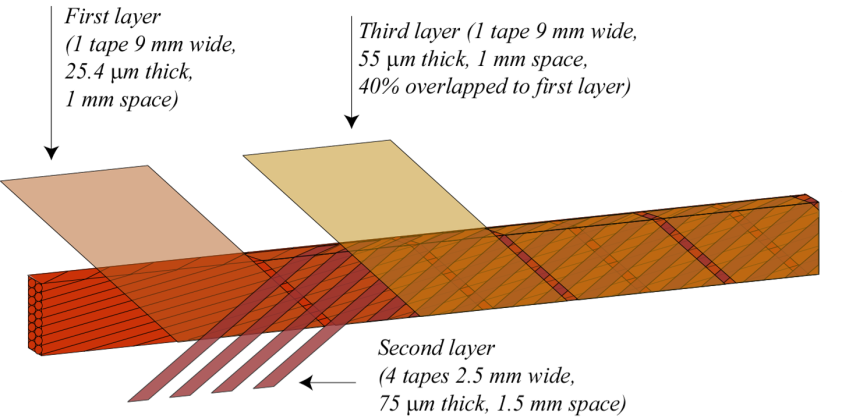 First layer
(1 tape 9 mm wide,
25.4 µm thick,
1 mm space)
Third layer (1 tape 9 mm wide,
55 µm thick, 1 mm space,
40% overlapped to first layer)
Second layer
(4 tapes 2.5 mm wide,
75 µm thick, 1.5 mm space)